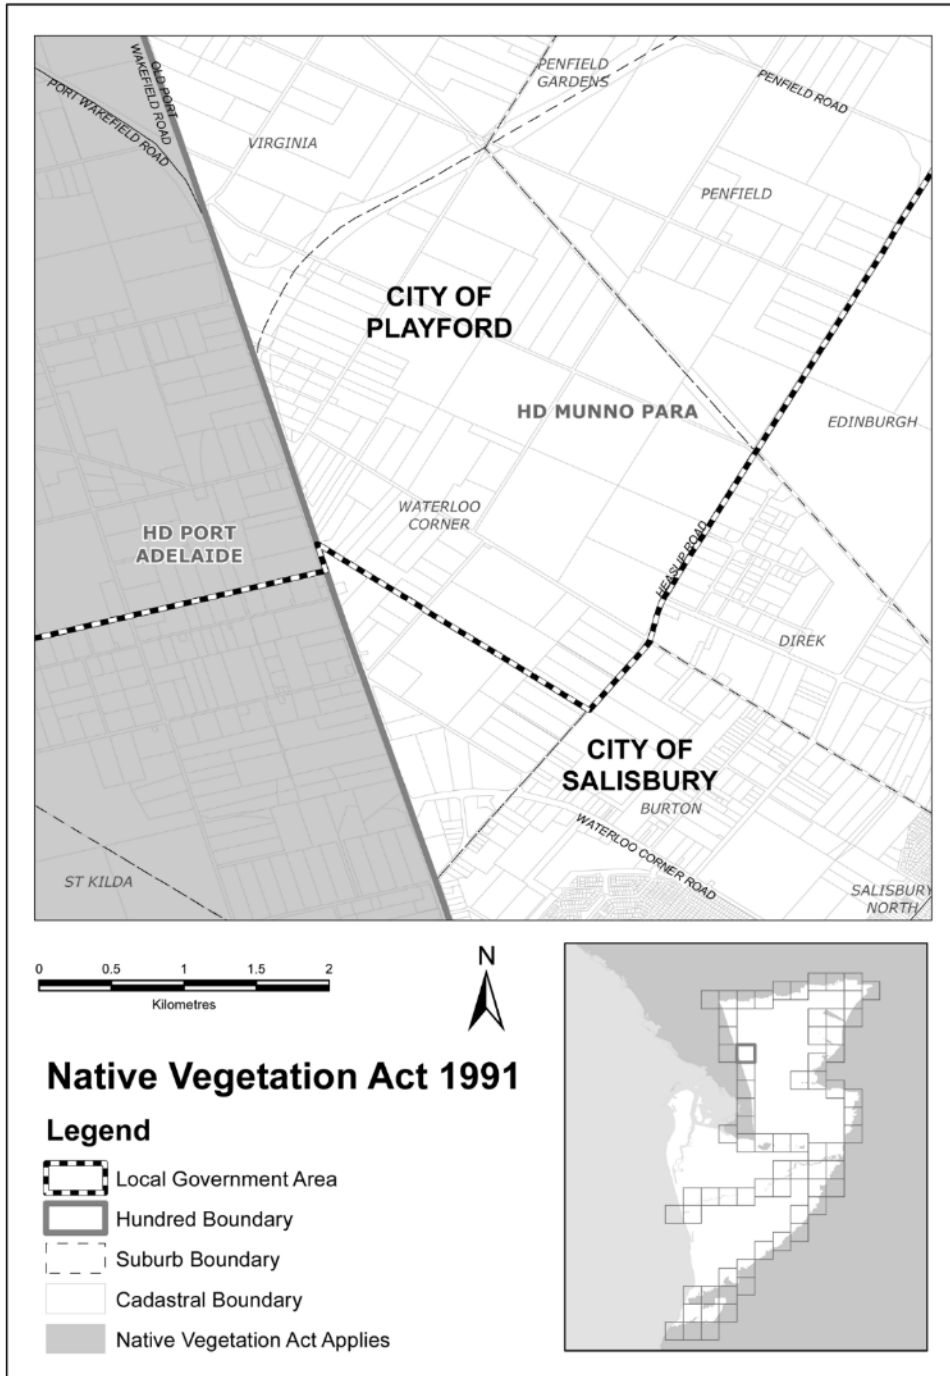 OLD PORT
WAKEFIELD ROAD
PORT WAKEFIELD ROAD
PENFIELD
GARDENS
PENFIELD ROAD
VIRGINIA
PENFIELD
CITY OF
PLAYFORD
HD MUNNO PARA
EDINBURGH
WATERLOO
CORNER
HD PORT
ADELAIDE
HEASLIP ROAD
DIREK
CITY OF
SALISBURY
BURTON
WATERLOO CORNER ROAD
ST KILDA
SALISBURY
NORTH
0 0.5 1 1.5 2
Kilometres
N
Native Vegetation Act 1991
Legend
Local Government Area
Hundred Boundary
Suburb Boundary
Cadastral Boundary
Native Vegetation Act Applies